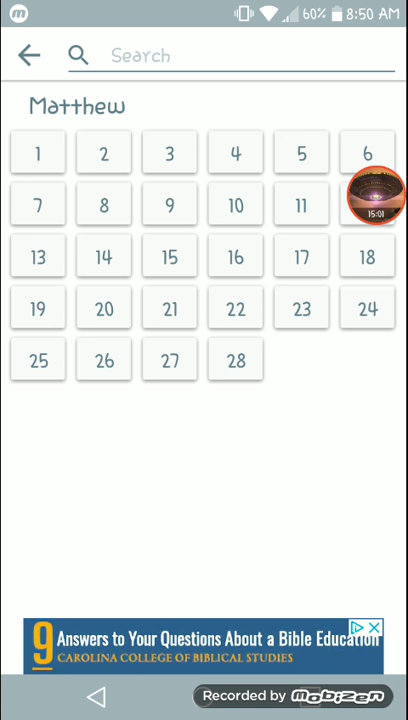 60% 8:50 AM
Search
Matthew
1 2 3 4 5 6
7 8 9 10 11
15:01
13 14 15 16 17 18
19 20 21 22 23 24
25 26 27 28
9 Answers to Your Questions About a Bible Education
CAROLINA COLLEGE OF BIBLICAL STUDIES
Recorded by mobizen